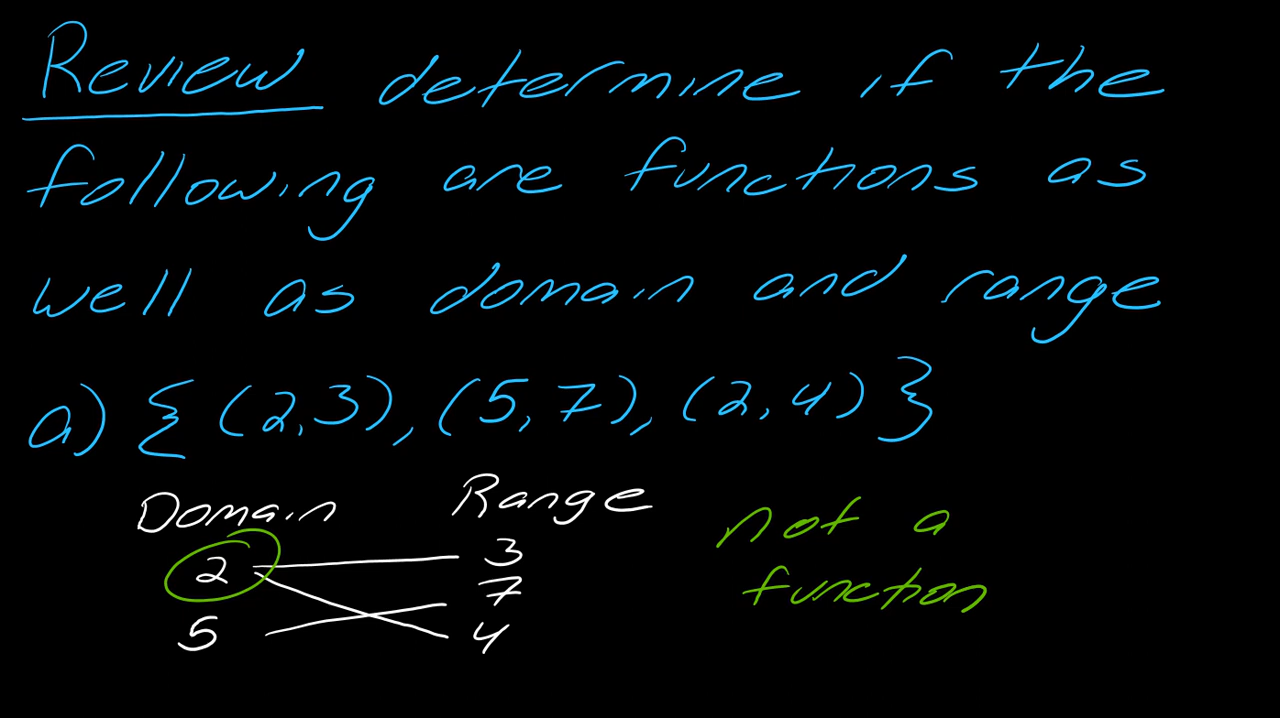 Review determine if the
following are functions as
well as domain and range
a) { (2,3), (5,7), (2,4) }
Domain Range
2 3
7
5 4
not a
function